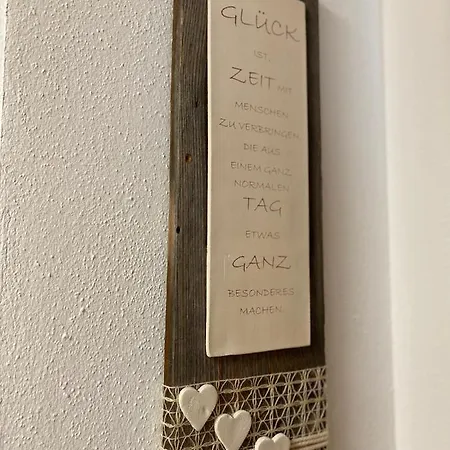 GLÜCK
IST,
ZEIT MIT
MENSCHEN
ZU VERBRINGEN,
DIE AUS
EINEM GANZ
NORMALEN
TAG
ETWAS
GANZ
BESONDERES
MACHEN.